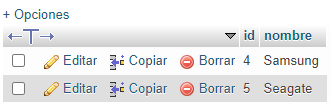 + Opciones
id nombre
Editar Copiar Borrar 4 Samsung
Editar Copiar Borrar 5 Seagate